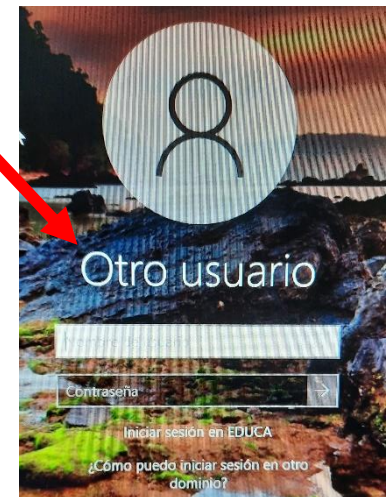 Otro usuario
Contraseña
Iniciar sesión en EDUCA
¿Cómo puedo iniciar sesión en otro
dominio?